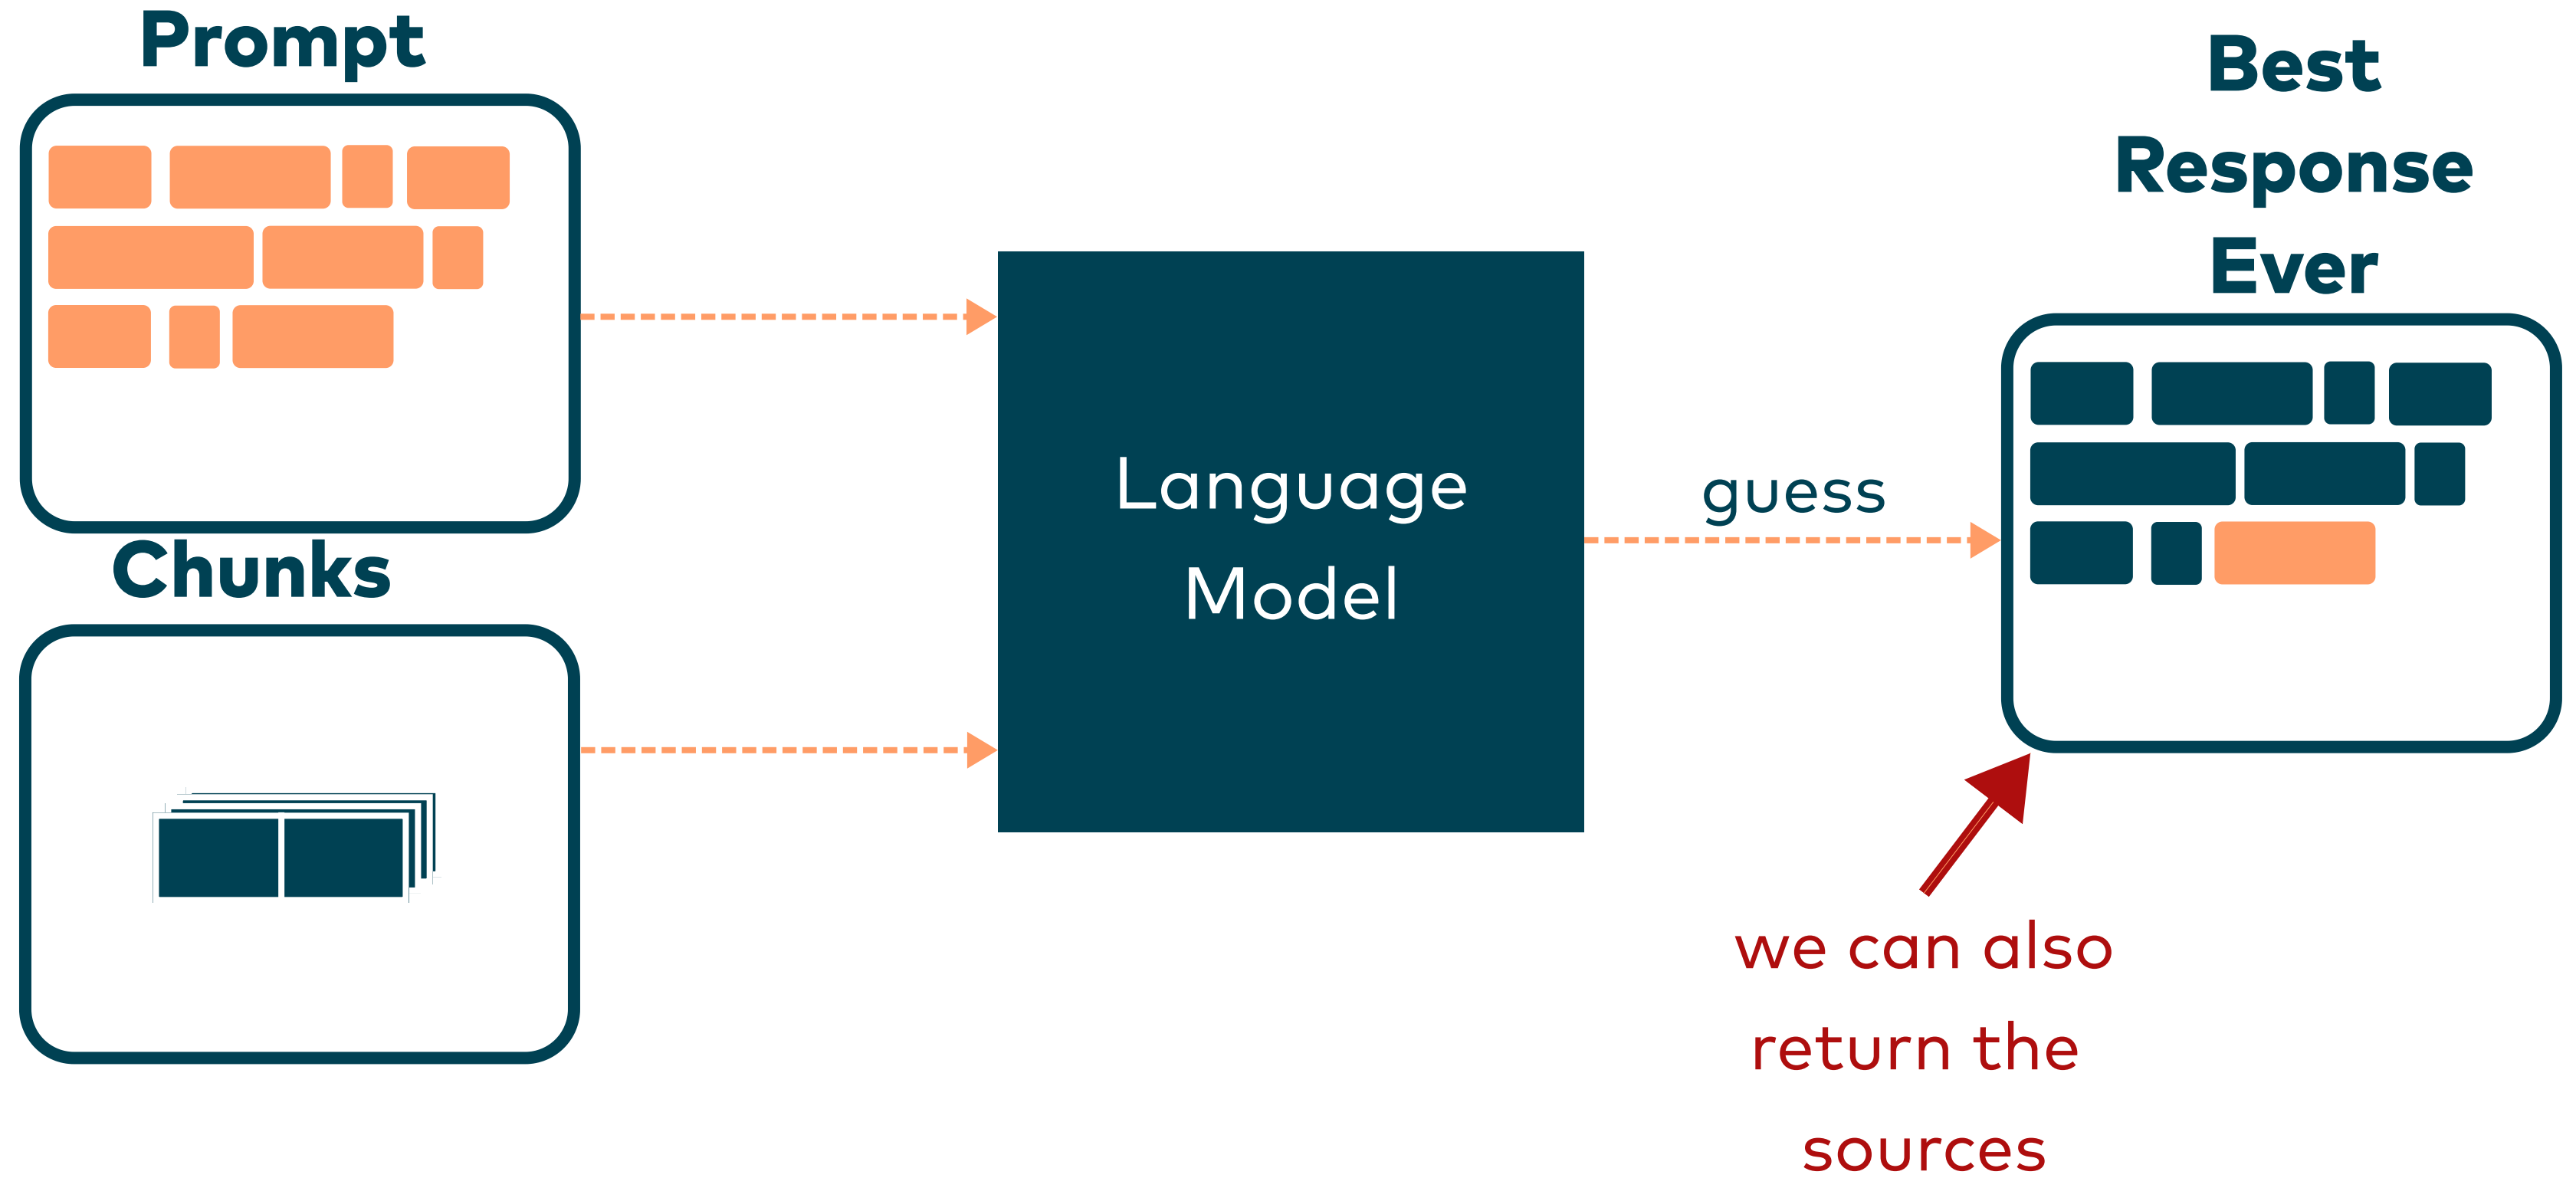 Prompt
Chunks
Language
Model
guess
Best
Response
Ever
we can also
return the
sources